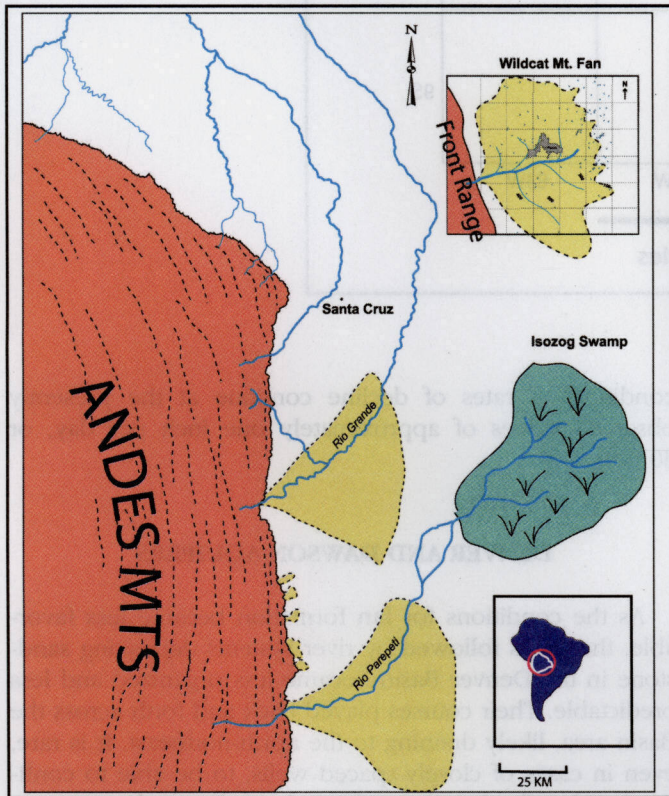 N
Wildcat Mt. Fan
N
Front Range
Santa Cruz
Isozog Swamp
ANDES MTS
Rio Grande
Rio Parepeti
25 KM